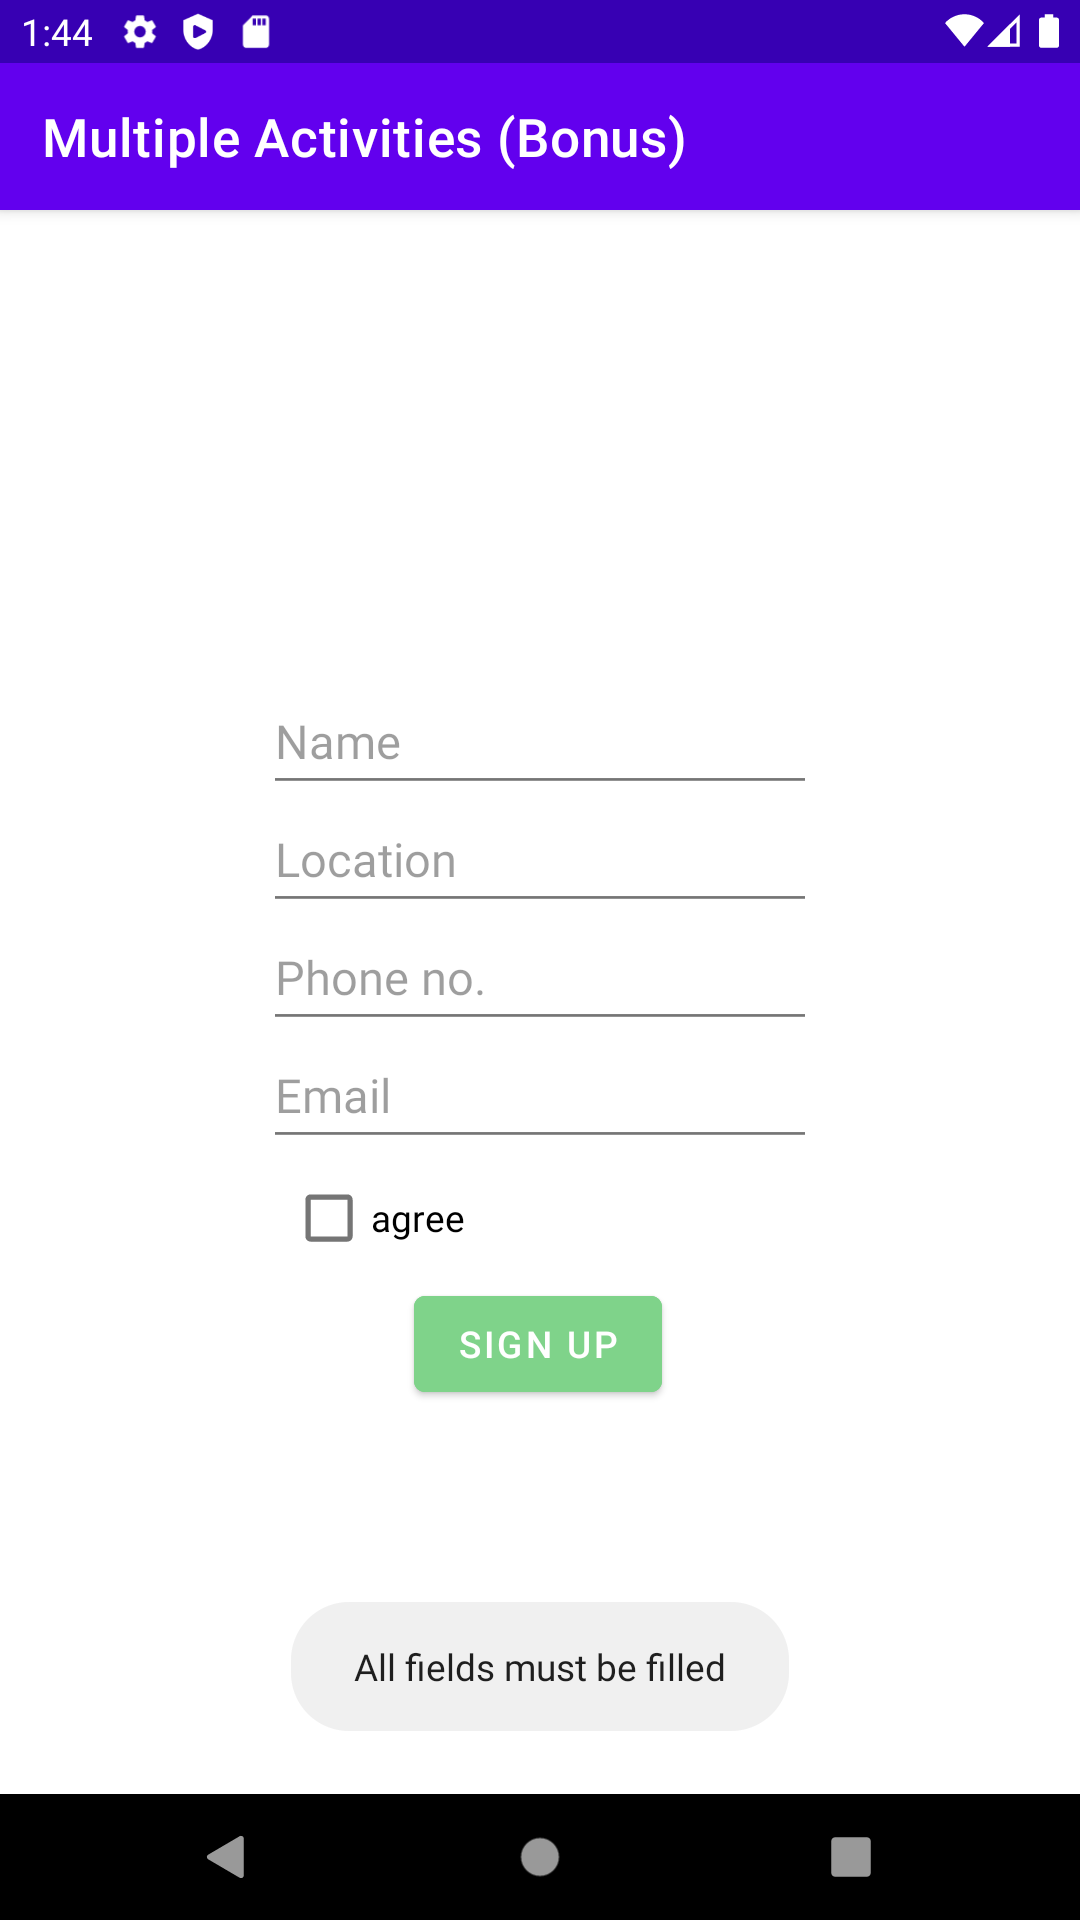 1:44
Multiple Activities (Bonus)
Name
Location
Phone no.
Email
agree
SIGN UP
All fields must be filled